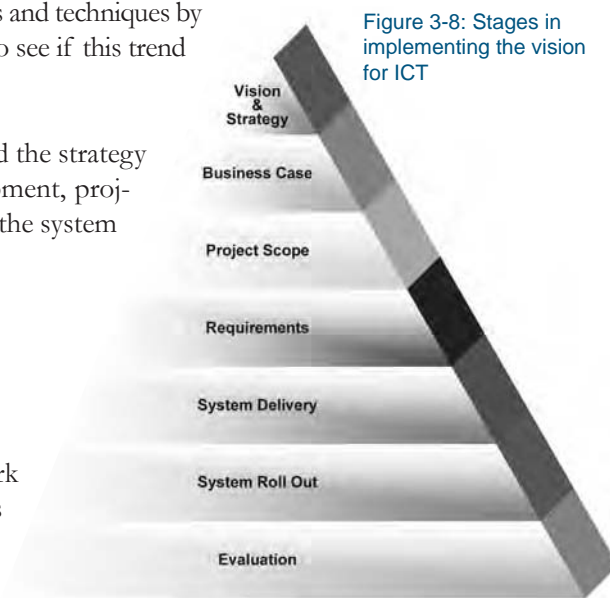 s and techniques by
o see if this trend
d the strategy
pment, proj-
the system
rk
s
Figure 3-8: Stages in
implementing the vision
for ICT
Vision
&
Strategy
Business Case
Project Scope
Requirements
System Delivery
System Roll Out
Evaluation